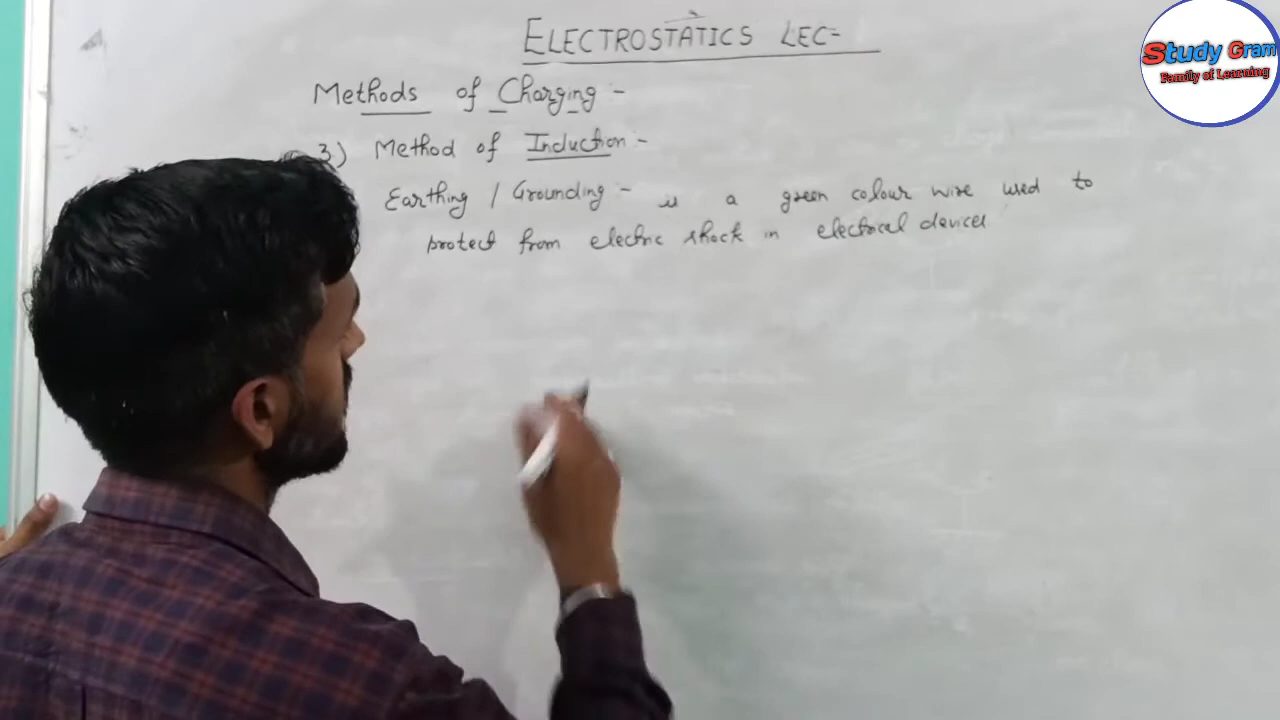 ELECTROSTATICS LEC-
Study Gram
Family of Learning
Methods of Charging :-
3) Method of Induction :-
Earthing / Grounding :- is a green colour wire used to
protect from electric shock in electrical devices